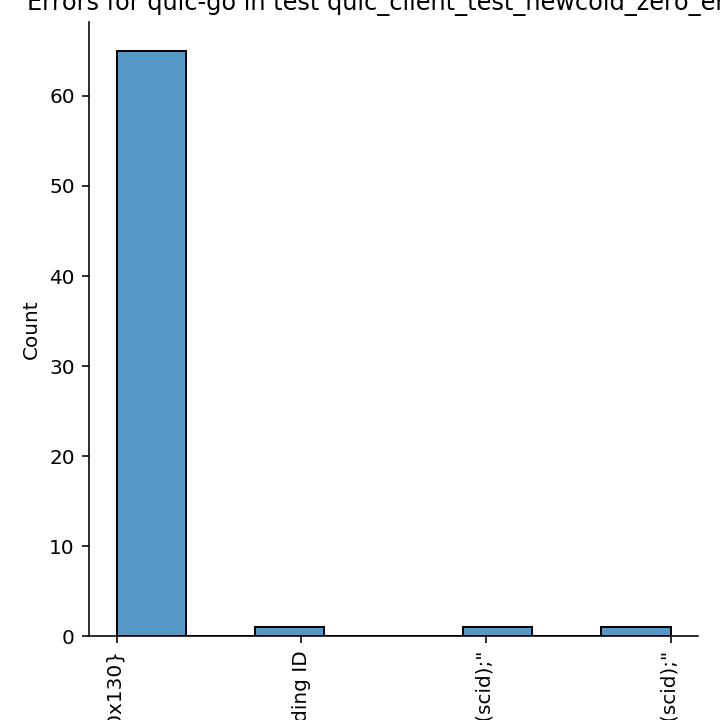 Errors for quic-go in test quic_client_test_newcoid_zero_er
60
50
40
30
20
10
0
Count
0x130}
ding ID
(scid);"
(scid);"